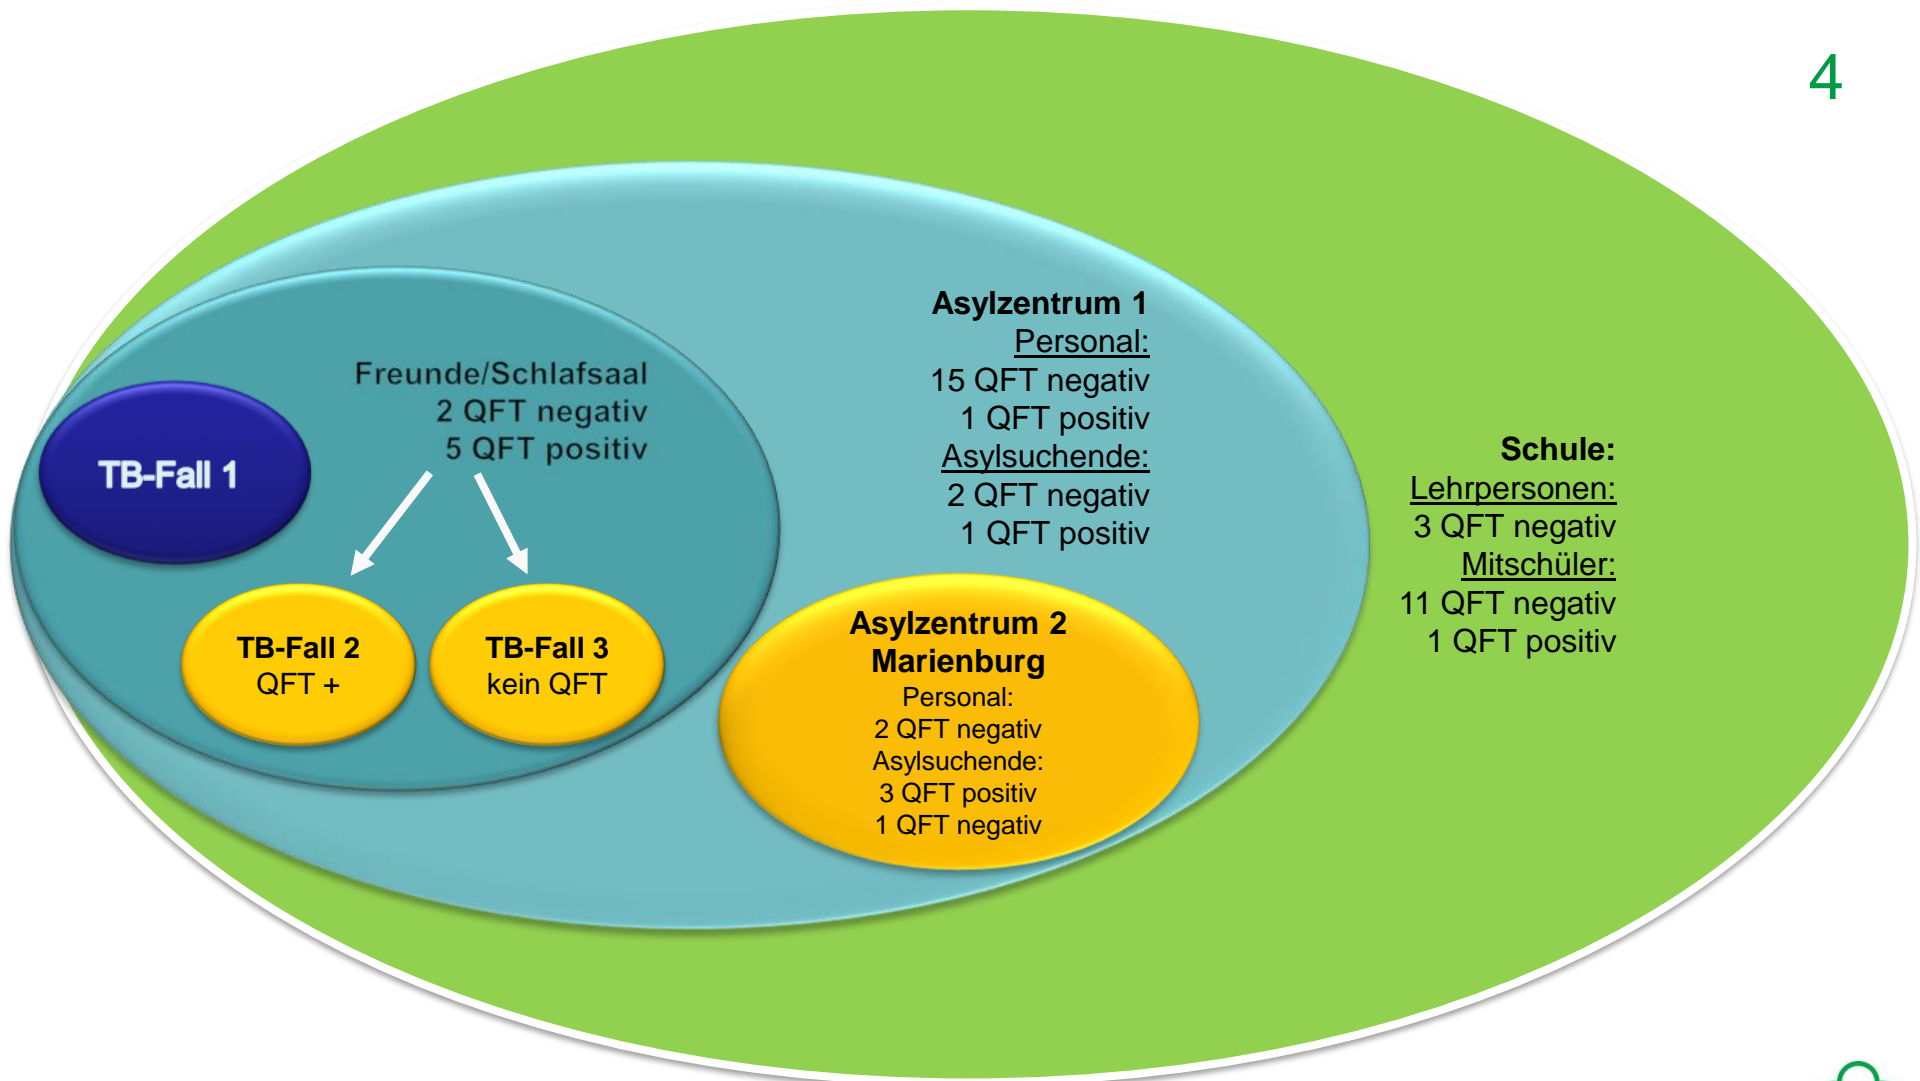 4
TB-Fall 1
Freunde/Schlafsaal
2 QFT negativ
5 QFT positiv
TB-Fall 2
QFT +
TB-Fall 3
kein QFT
Asylzentrum 1
Personal:
15 QFT negativ
1 QFT positiv
Asylsuchende:
2 QFT negativ
1 QFT positiv
Asylzentrum 2
Marienburg
Personal:
2 QFT negativ
Asylsuchende:
3 QFT positiv
1 QFT negativ
Schule:
Lehrpersonen:
3 QFT negativ
Mitschüler:
11 QFT negativ
1 QFT positiv